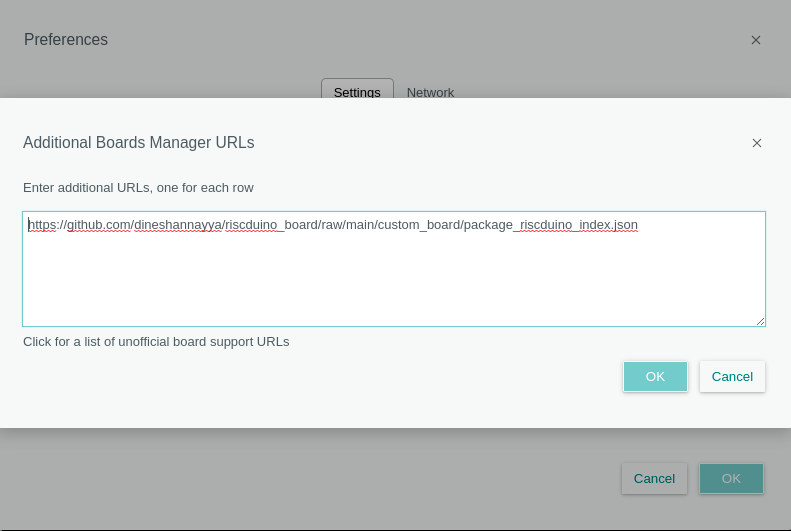 Preferences
Settings Network
Additional Boards Manager URLs
Enter additional URLs, one for each row
https://github.com/dineshannayya/riscduino_board/raw/main/custom_board/package_riscduino_index.json
Click for a list of unofficial board support URLs
OK Cancel
Cancel OK